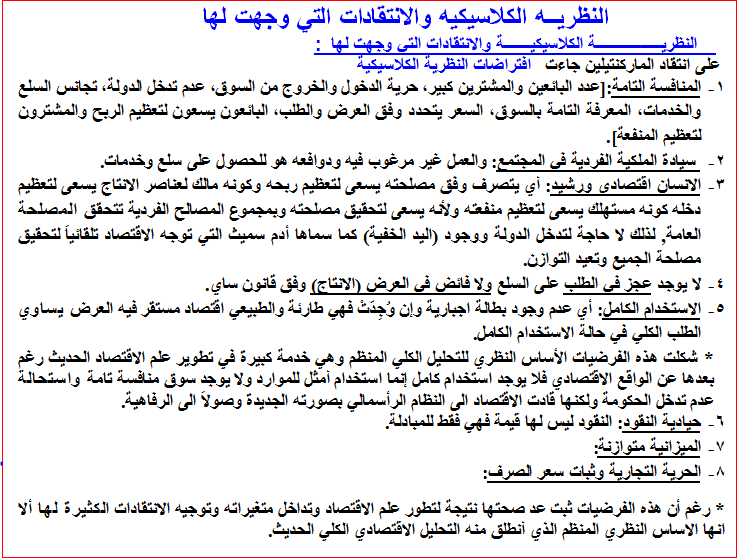 النظريــه الكلاسيكيه والانتقادات التي وجهت لها
النظريـــــــــــــــة الكلاسيكيــــــة والانتقادات التي وجهت لها :
على انتقاد الماركنتيلين جاءت افتراضات النظرية الكلاسيكية
١- المنافسة التامة:[عدد البائعين والمشترين كبير، حرية الدخول والخروج من السوق، عدم تدخل الدولة، تجانس السلع
والخدمات، المعرفة التامة بالسوق، السعر يتحدد وفق العرض والطلب، البائعون يسعون لتعظيم الربح والمشترون
لتعظيم المنفعة].
٢- سيادة الملكية الفردية في المجتمع: والعمل غير مرغوب فيه ودوافعه هو للحصول على سلع وخدمات.
٣- الانسان اقتصادي ورشيد: أي يتصرف وفق مصلحته يسعى لتعظيم ربحه وكونه مالك لعناصر الانتاج يسعى لتعظيم
دخله كونه مستهلك يسعى لتعظيم منفعته ولأنه يسعى لتحقيق مصلحته وبمجموع المصالح الفردية تتحقق المصلحة
العامة, لذلك لا حاجة لتدخل الدولة ووجود (اليد الخفية) كما سماها أدم سميث التي توجه الاقتصاد تلقائياً لتحقيق
مصلحة الجميع وتعيد التوازن.
٤- لا يوجد عجز في الطلب على السلع ولا فائض في العرض (الانتاج) وفق قانون ساي.
٥- الاستخدام الكامل: أي عدم وجود بطالة اجبارية وإن وُجِدَتْ فهي طارئة والطبيعي اقتصاد مستقر فيه العرض يساوي
الطلب الكلي في حالة الاستخدام الكامل.
* شكلت هذه الفرضيات الأساس النظري للتحليل الكلي المنظم وهي خدمة كبيرة في تطوير علم الاقتصاد الحديث رغم
بعدها عن الواقع الاقتصادي فلا يوجد استخدام كامل إنما استخدام أمثل للموارد ولا يوجد سوق منافسة تامة واستحالة
عدم تدخل الحكومة ولكنها قادت الاقتصاد الى النظام الرأسمالي بصورته الجديدة وصولاً الى الرفاهية.
٦- حيادية النقود: النقود ليس لها قيمة فهي فقط للمبادلة.
٧- الميزانية متوازنة:
٨- الحرية التجارية وثبات سعر الصرف:
* رغم أن هذه الفرضيات ثبت عد صحتها نتيجة لتطور علم الاقتصاد وتداخل متغيراته وتوجيه الانتقادات الكثيرة لها ألا
انها الاساس النظري المنظم الذي أنطلق منه التحليل الاقتصادي الكلي الحديث.